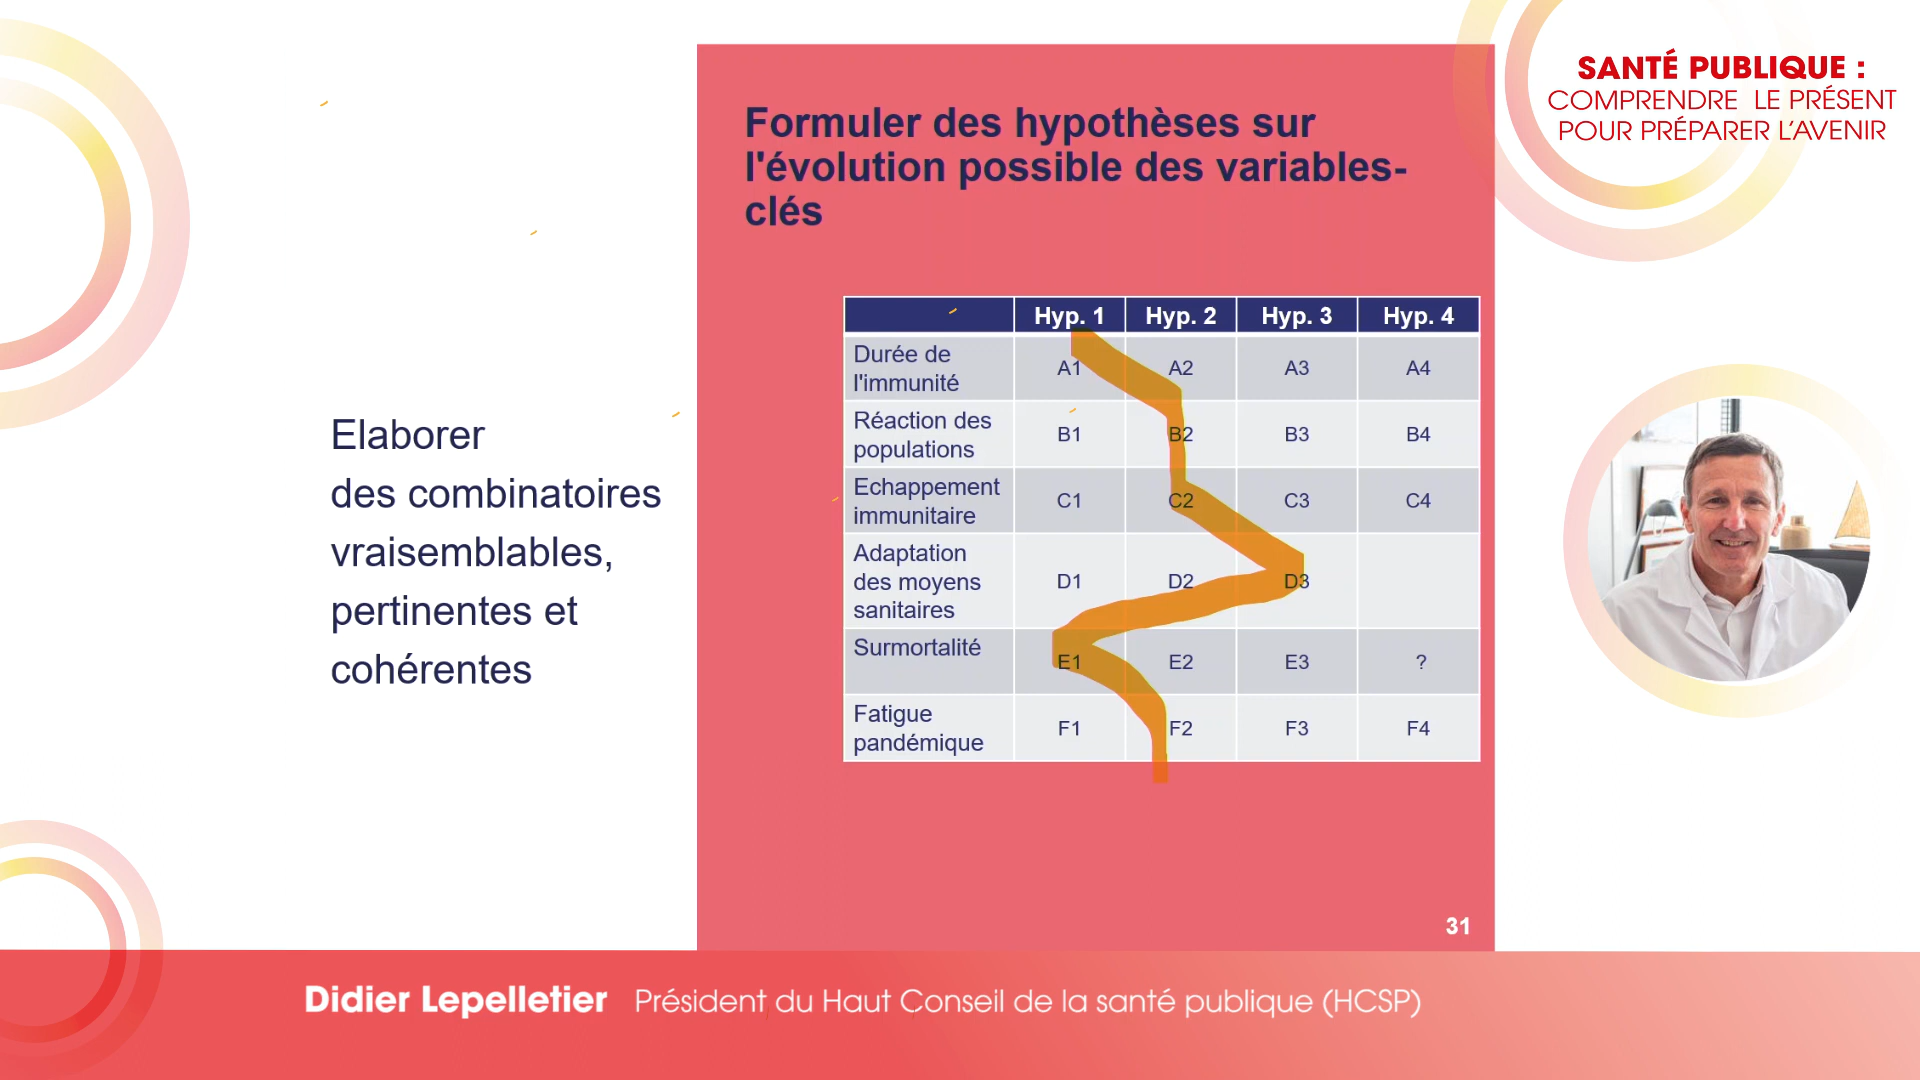 SANTÉ PUBLIQUE :
COMPRENDRE LE PRÉSENT
POUR PRÉPARER L'AVENIR
Formuler des hypothèses sur
l'évolution possible des variables-
clés
Elaborer
des combinatoires
vraisemblables,
pertinentes et
cohérentes
Hyp. 1 Hyp. 2 Hyp. 3 Hyp. 4
Durée de
l'immunité
A1 A2 A3 A4
Réaction des
populations
B1 B2 B3 B4
Echappement
immunitaire
C1 C2 C3 C4
Adaptation
des moyens
sanitaires
D1 D2 D3
Surmortalité
E1 E2 E3 ?
Fatigue
pandémique
F1 F2 F3 F4
31
Didier Lepelletier Président du Haut Conseil de la santé publique (HCSP)